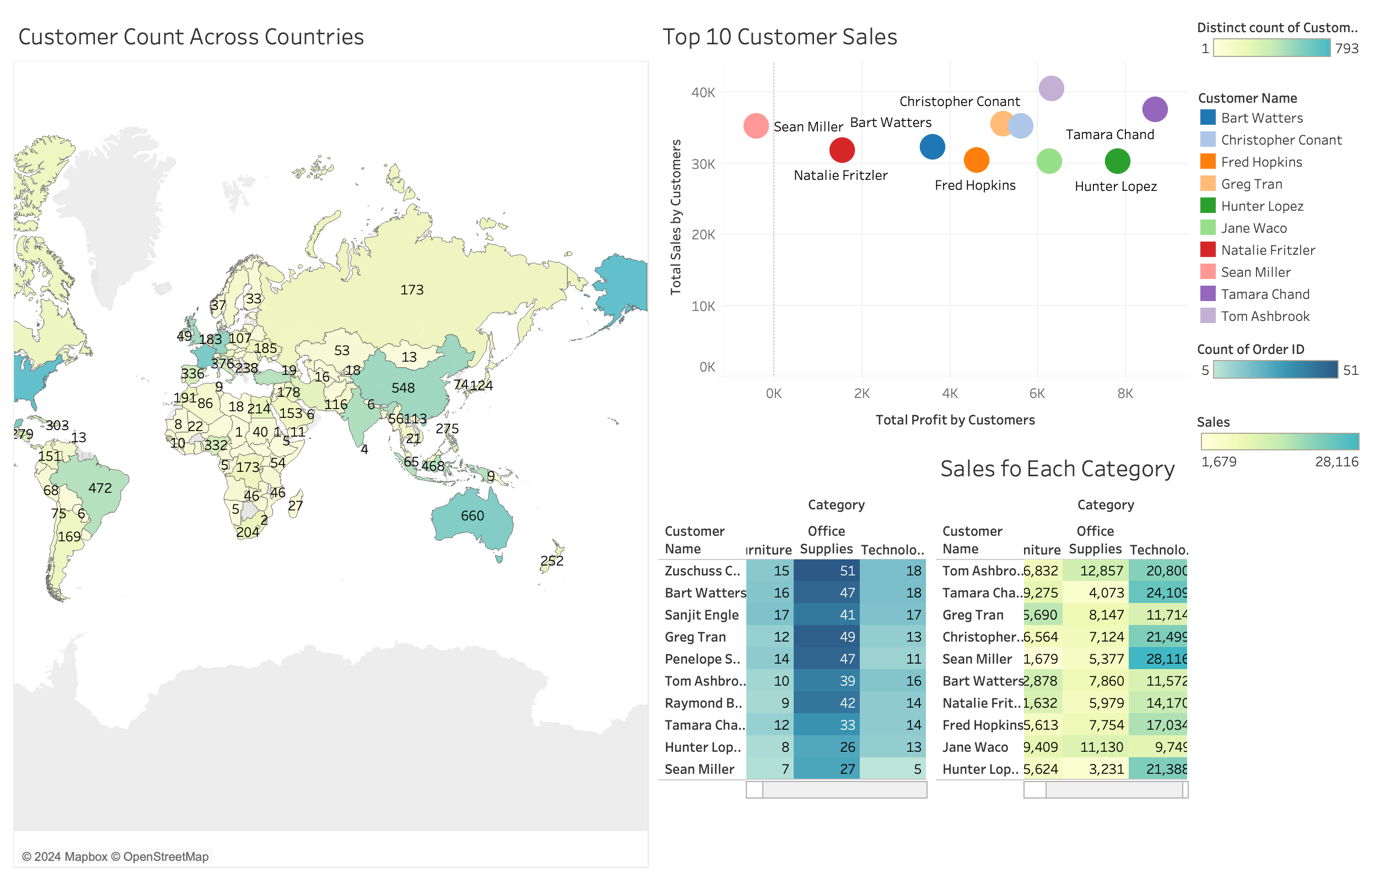 Customer Count Across Countries
173
37
33
49
183
107
185
376
238
336
53
13
548
19
18
16
74
124
9
191
86
178
116
18
214
153
6
6
56
113
8
22
1
40
1
11
275
10
332
5
21
4
5
173
54
65
468
9
46
46
27
5
2
204
660
252
303
279
13
151
472
68
75
6
169
© 2024 Mapbox © OpenStreetMap
Top 10 Customer Sales
Total Sales by Customers
40K
30K
20K
10K
0K
Christopher Conant
Sean Miller
Bart Watters
Tamara Chand
Natalie Fritzler
Fred Hopkins
Hunter Lopez
0K 2K 4K 6K 8K
Total Profit by Customers
Distinct count of Custom..
1 793
Customer Name
Bart Watters
Christopher Conant
Fred Hopkins
Greg Tran
Hunter Lopez
Jane Waco
Natalie Fritzler
Sean Miller
Tamara Chand
Tom Ashbrook
Count of Order ID
5 51
Sales
1,679 28,116
Category
Customer Name urniture Office Supplies Technolo..
Zuschuss C.. 15 51 18
Bart Watters 16 47 18
Sanjit Engle 17 41 17
Greg Tran 12 49 13
Penelope S.. 14 47 11
Tom Ashbro.. 10 39 16
Raymond B.. 9 42 14
Tamara Cha.. 12 33 14
Hunter Lop.. 8 26 13
Sean Miller 7 27 5
Sales fo Each Category
Category
Customer Name niture Office Supplies Technolo.
Tom Ashbro.. 6,832 12,857 20,800
Tamara Cha.. 9,275 4,073 24,109
Greg Tran 5,690 8,147 11,714
Christopher.. 6,564 7,124 21,499
Sean Miller 1,679 5,377 28,116
Bart Watters 2,878 7,860 11,572
Natalie Frit.. 1,632 5,979 14,170
Fred Hopkins 5,613 7,754 17,034
Jane Waco 9,409 11,130 9,749
Hunter Lop.. 5,624 3,231 21,388